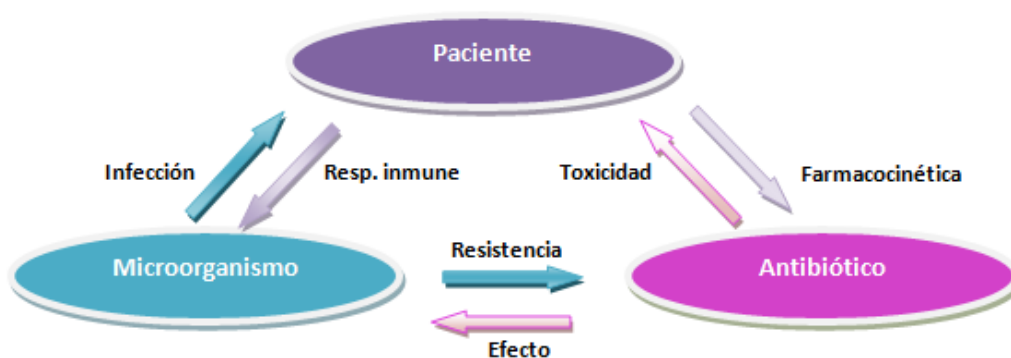 Paciente
Infección
Resp. inmune
Toxicidad
Farmacocinética
Microorganismo
Resistencia
Antibiótico
Efecto